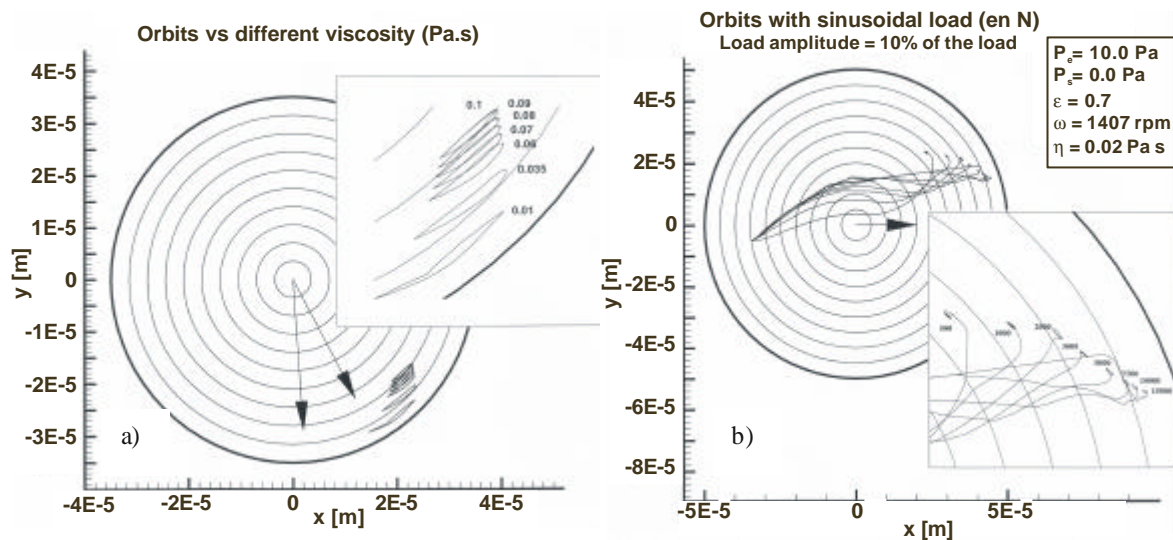 Orbits vs different viscosity (Pa.s)
4E-5
3E-5
2E-5
1E-5
0
-1E-5
-2E-5
-3E-5
y [m]
-4E-5
-2E-5
0
2E-5
4E-5
x [m]
a)
0.1
0.09
0.08
0.07
0.06
0.035
0.01
Orbits with sinusoidal load (en N)
Load amplitude = 10% of the load
Pe= 10.0 Pa
Ps= 0.0 Pa
ε = 0.7
ω = 1407 rpm
η = 0.02 Pa s
4E-5
2E-5
0
-2E-5
-4E-5
-6E-5
-8E-5
y [m]
-5E-5
0
5E-5
x [m]
b)